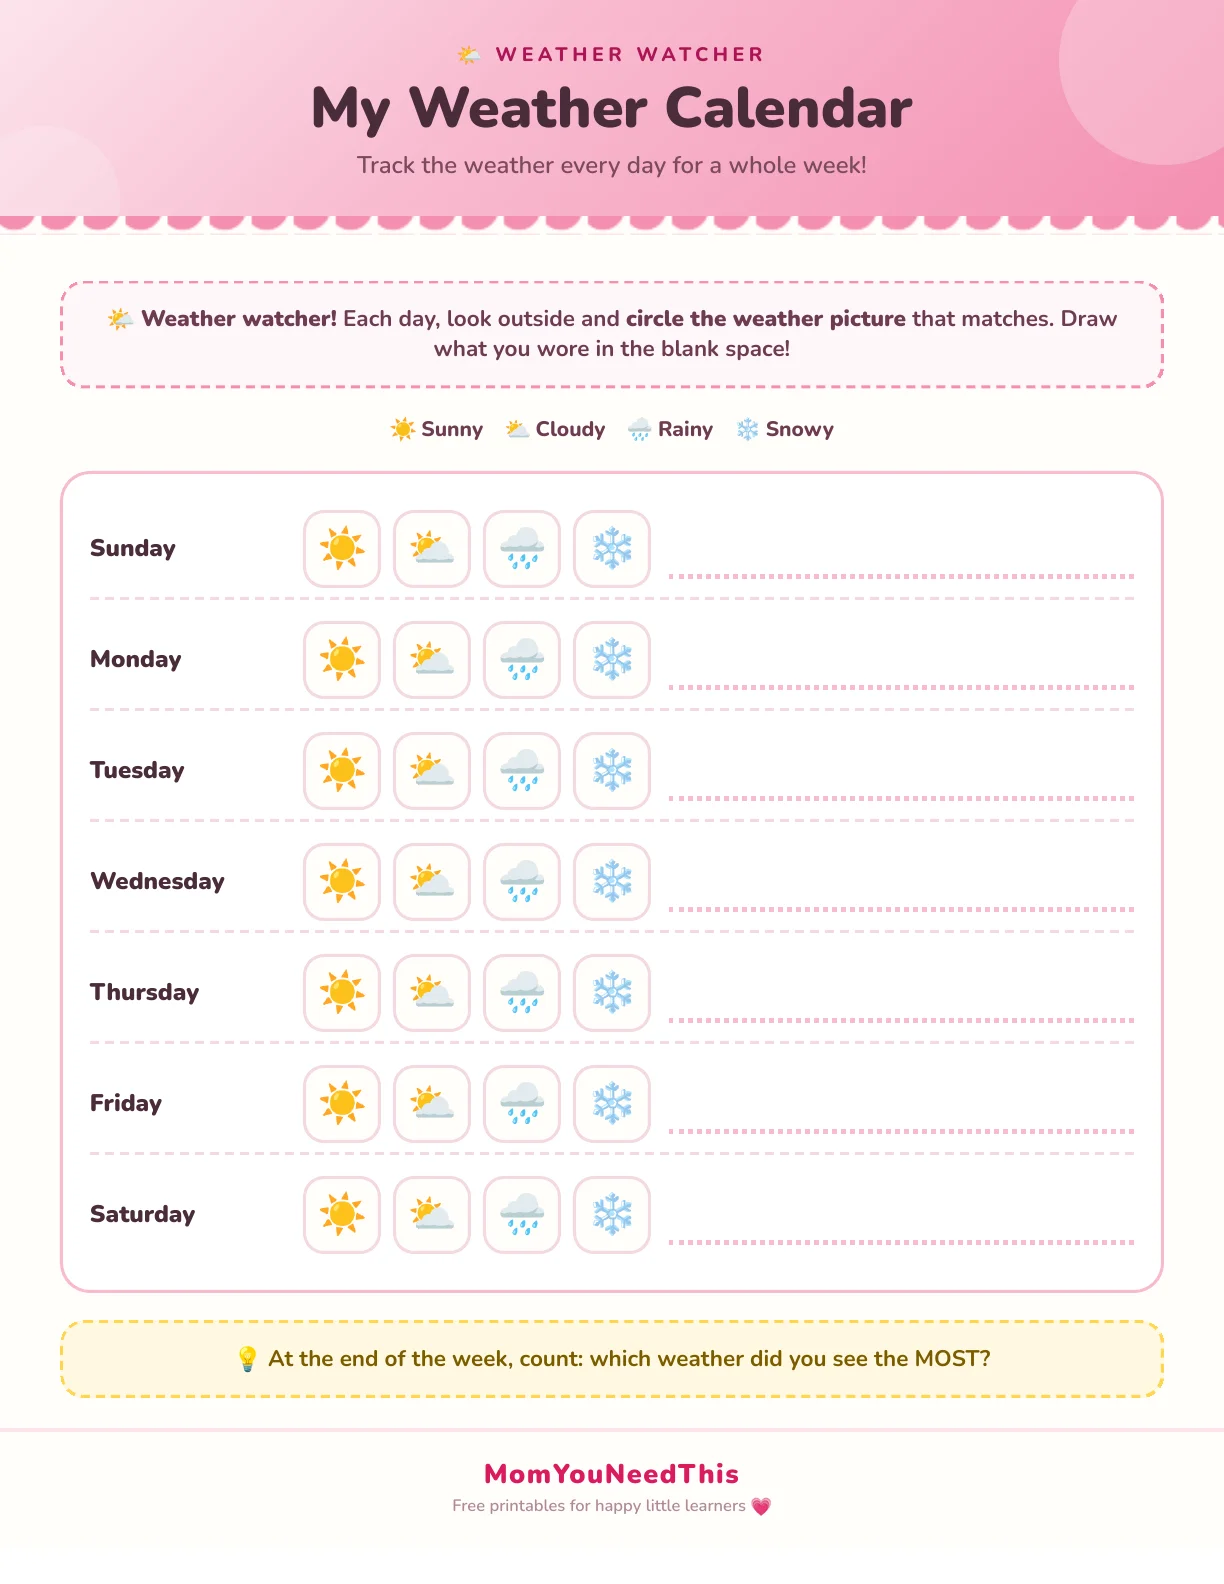 WEATHER WATCHER
My Weather Calendar
Track the weather every day for a whole week!
Weather watcher! Each day, look outside and circle the weather picture that matches. Draw
what you wore in the blank space!
Sunny Cloudy Rainy Snowy
Sunday
Monday
Tuesday
Wednesday
Thursday
Friday
Saturday
At the end of the week, count: which weather did you see the MOST?
MomYouNeedThis
Free printables for happy little learners